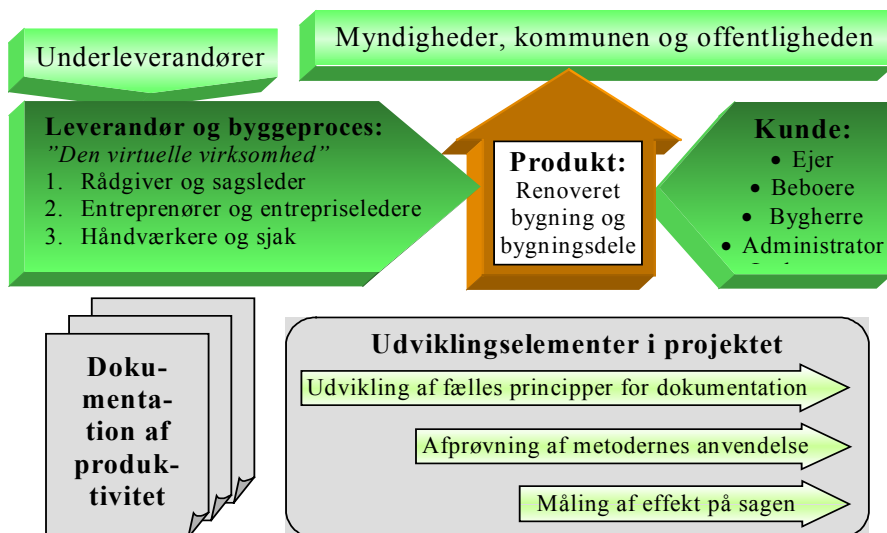 Underleverandører
Myndigheder, kommunen og offentligheden
Leverandør og byggeproces:
”Den virtuelle virksomhed”
1. Rådgiver og sagsleder
2. Entreprenører og entrepriseledere
3. Håndværkere og sjak
Produkt:
Renoveret
bygning og
bygningsdele
Kunde:
• Ejer
• Beboere
• Bygherre
• Administrator
Doku-
menta-
tion af
produk-
tivitet
Udviklingselementer i projektet
Udvikling af fælles principper for dokumentation
Afprøvning af metodernes anvendelse
Måling af effekt på sagen